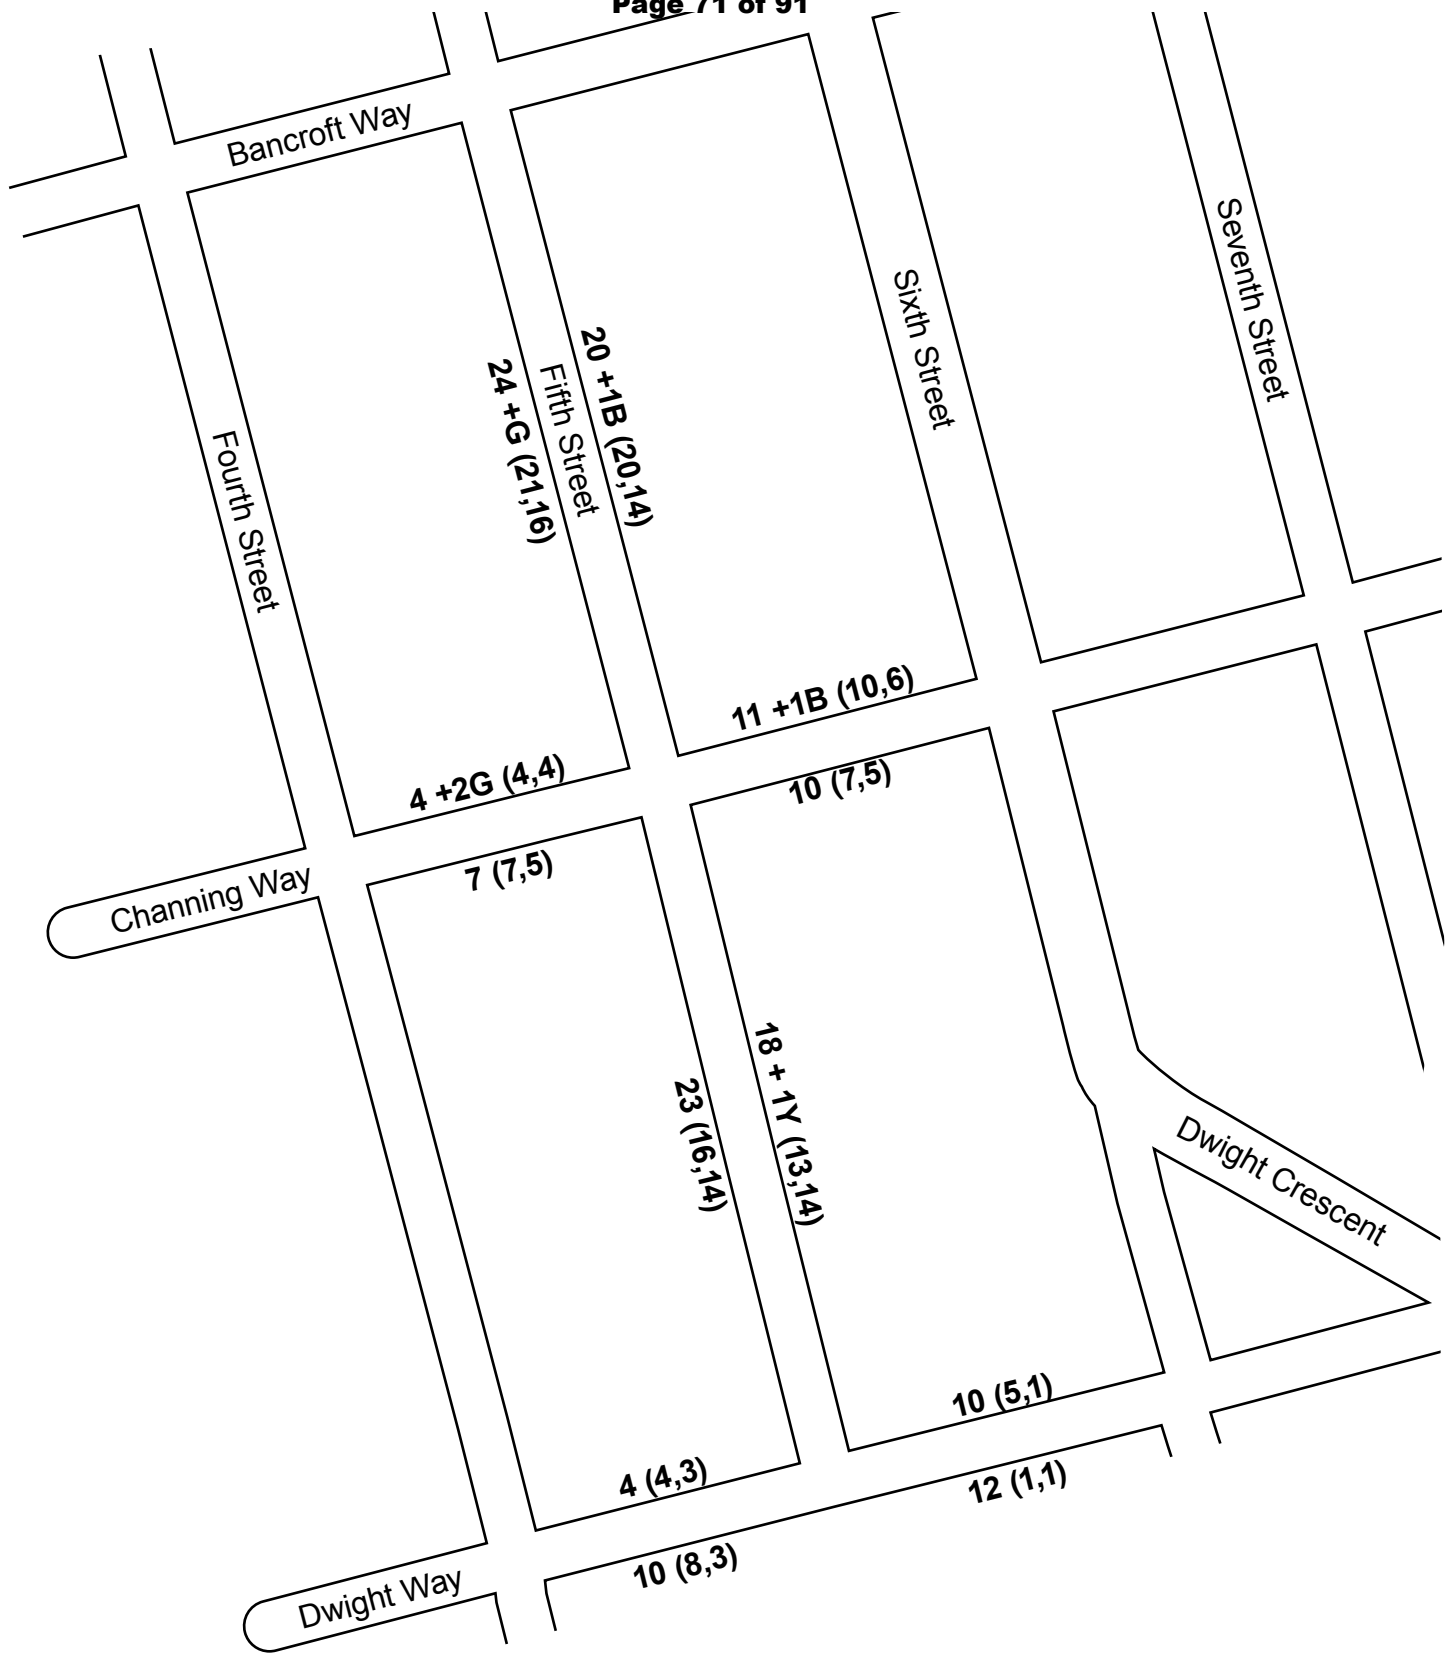 Page 71 of 91
Bancroft Way
Seventh Street
Sixth Street
20 +1B (20,14)
Fifth Street
24 +G (21,16)
Fourth Street
11 +1B (10,6)
4 +2G (4,4)
10 (7,5)
7 (7,5)
Channing Way
18 + 1Y (13,14)
23 (16,14)
Dwight Crescent
10 (5,1)
4 (4,3)
12 (1,1)
10 (8,3)
Dwight Way